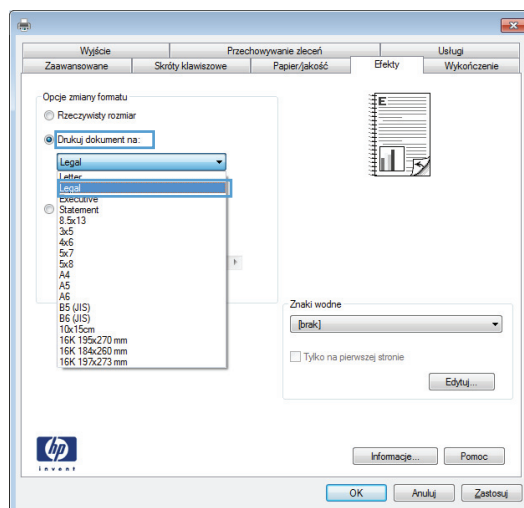 Wyjście Przechowywanie zleceń Usługi
Zaawansowane Skróty klawiszowe Papier/jakość Efekty Wykończenie
Opcje zmiany formatu
Rzeczywisty rozmiar
Drukuj dokument na:
Legal
Letter
Legal
Executive
Statement
8.5x13
3x5
4x6
5x7
5x8
A4
A5
A6
B5 (JIS)
B6 (JIS)
10x15cm
16K 195x270 mm
16K 184x260 mm
16K 197x273 mm
E
Znaki wodne
[brak]
Tylko na pierwszej stronie
Edytuj...
hp
invent
Informacje... Pomoc
OK Anuluj Zastosuj